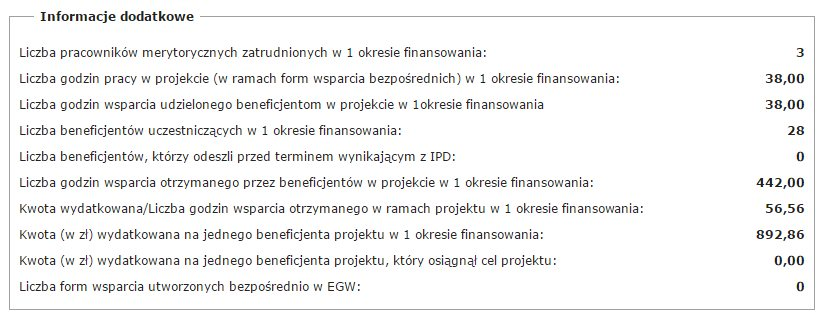 Informacje dodatkowe
Liczba pracowników merytorycznych zatrudnionych w 1 okresie finansowania: 3
Liczba godzin pracy w projekcie (w ramach form wsparcia bezpośrednich) w 1 okresie finansowania: 38,00
Liczba godzin wsparcia udzielonego beneficjentom w projekcie w 1okresie finansowania 38,00
Liczba beneficjentów uczestniczących w 1 okresie finansowania: 28
Liczba beneficjentów, którzy odeszli przed terminem wynikającym z IPD: 0
Liczba godzin wsparcia otrzymanego przez beneficjentów w projekcie w 1 okresie finansowania: 442,00
Kwota wydatkowana/Liczba godzin wsparcia otrzymanego w ramach projektu w 1 okresie finansowania: 56,56
Kwota (w zł) wydatkowana na jednego beneficjenta projektu w 1 okresie finansowania: 892,86
Kwota (w zł) wydatkowana na jednego beneficjenta projektu, który osiągnął cel projektu: 0,00
Liczba form wsparcia utworzonych bezpośrednio w EGW: 0